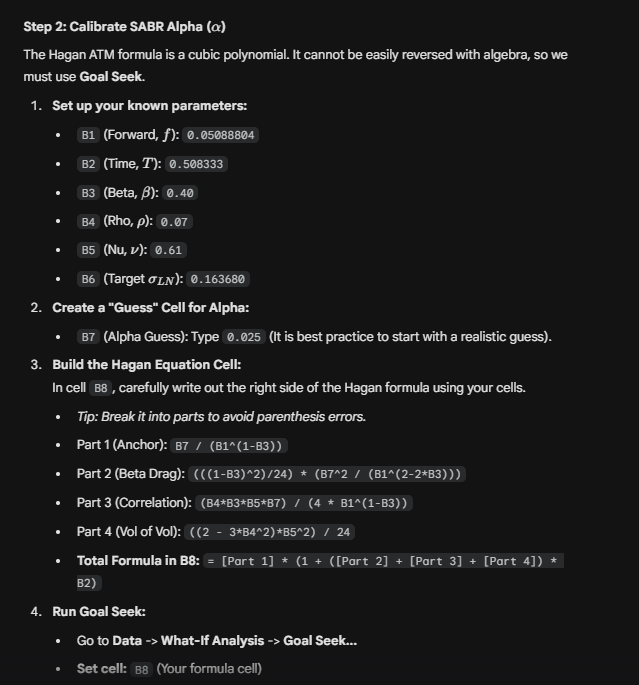 Step 2: Calibrate SABR Alpha (α)
The Hagan ATM formula is a cubic polynomial. It cannot be easily reversed with algebra, so we
must use Goal Seek.
1. Set up your known parameters:
• B1 (Forward, f): 0.05088804
• B2 (Time, T): 0.508333
• B3 (Beta, β): 0.40
• B4 (Rho, ρ): 0.07
• B5 (Nu, ν): 0.61
• B6 (Target σLN): 0.163680
2. Create a "Guess" Cell for Alpha:
• B7 (Alpha Guess): Type 0.025 (It is best practice to start with a realistic guess).
3. Build the Hagan Equation Cell:
In cell B8, carefully write out the right side of the Hagan formula using your cells.
• Tip: Break it into parts to avoid parenthesis errors.
• Part 1 (Anchor): B7 / (B1^(1-B3))
• Part 2 (Beta Drag): (((1-B3)^2)/24) * (B7^2 / (B1^(2-2*B3)))
• Part 3 (Correlation): (B4*B3*B5*B7) / (4 * B1^(1-B3))
• Part 4 (Vol of Vol): ((2 - 3*B4^2)*B5^2) / 24
• Total Formula in B8: = [Part 1] * (1 + ([Part 2] + [Part 3] + [Part 4]) *
B2)
4. Run Goal Seek:
• Go to Data -> What-If Analysis -> Goal Seek...
• Set cell: B8 (Your formula cell)